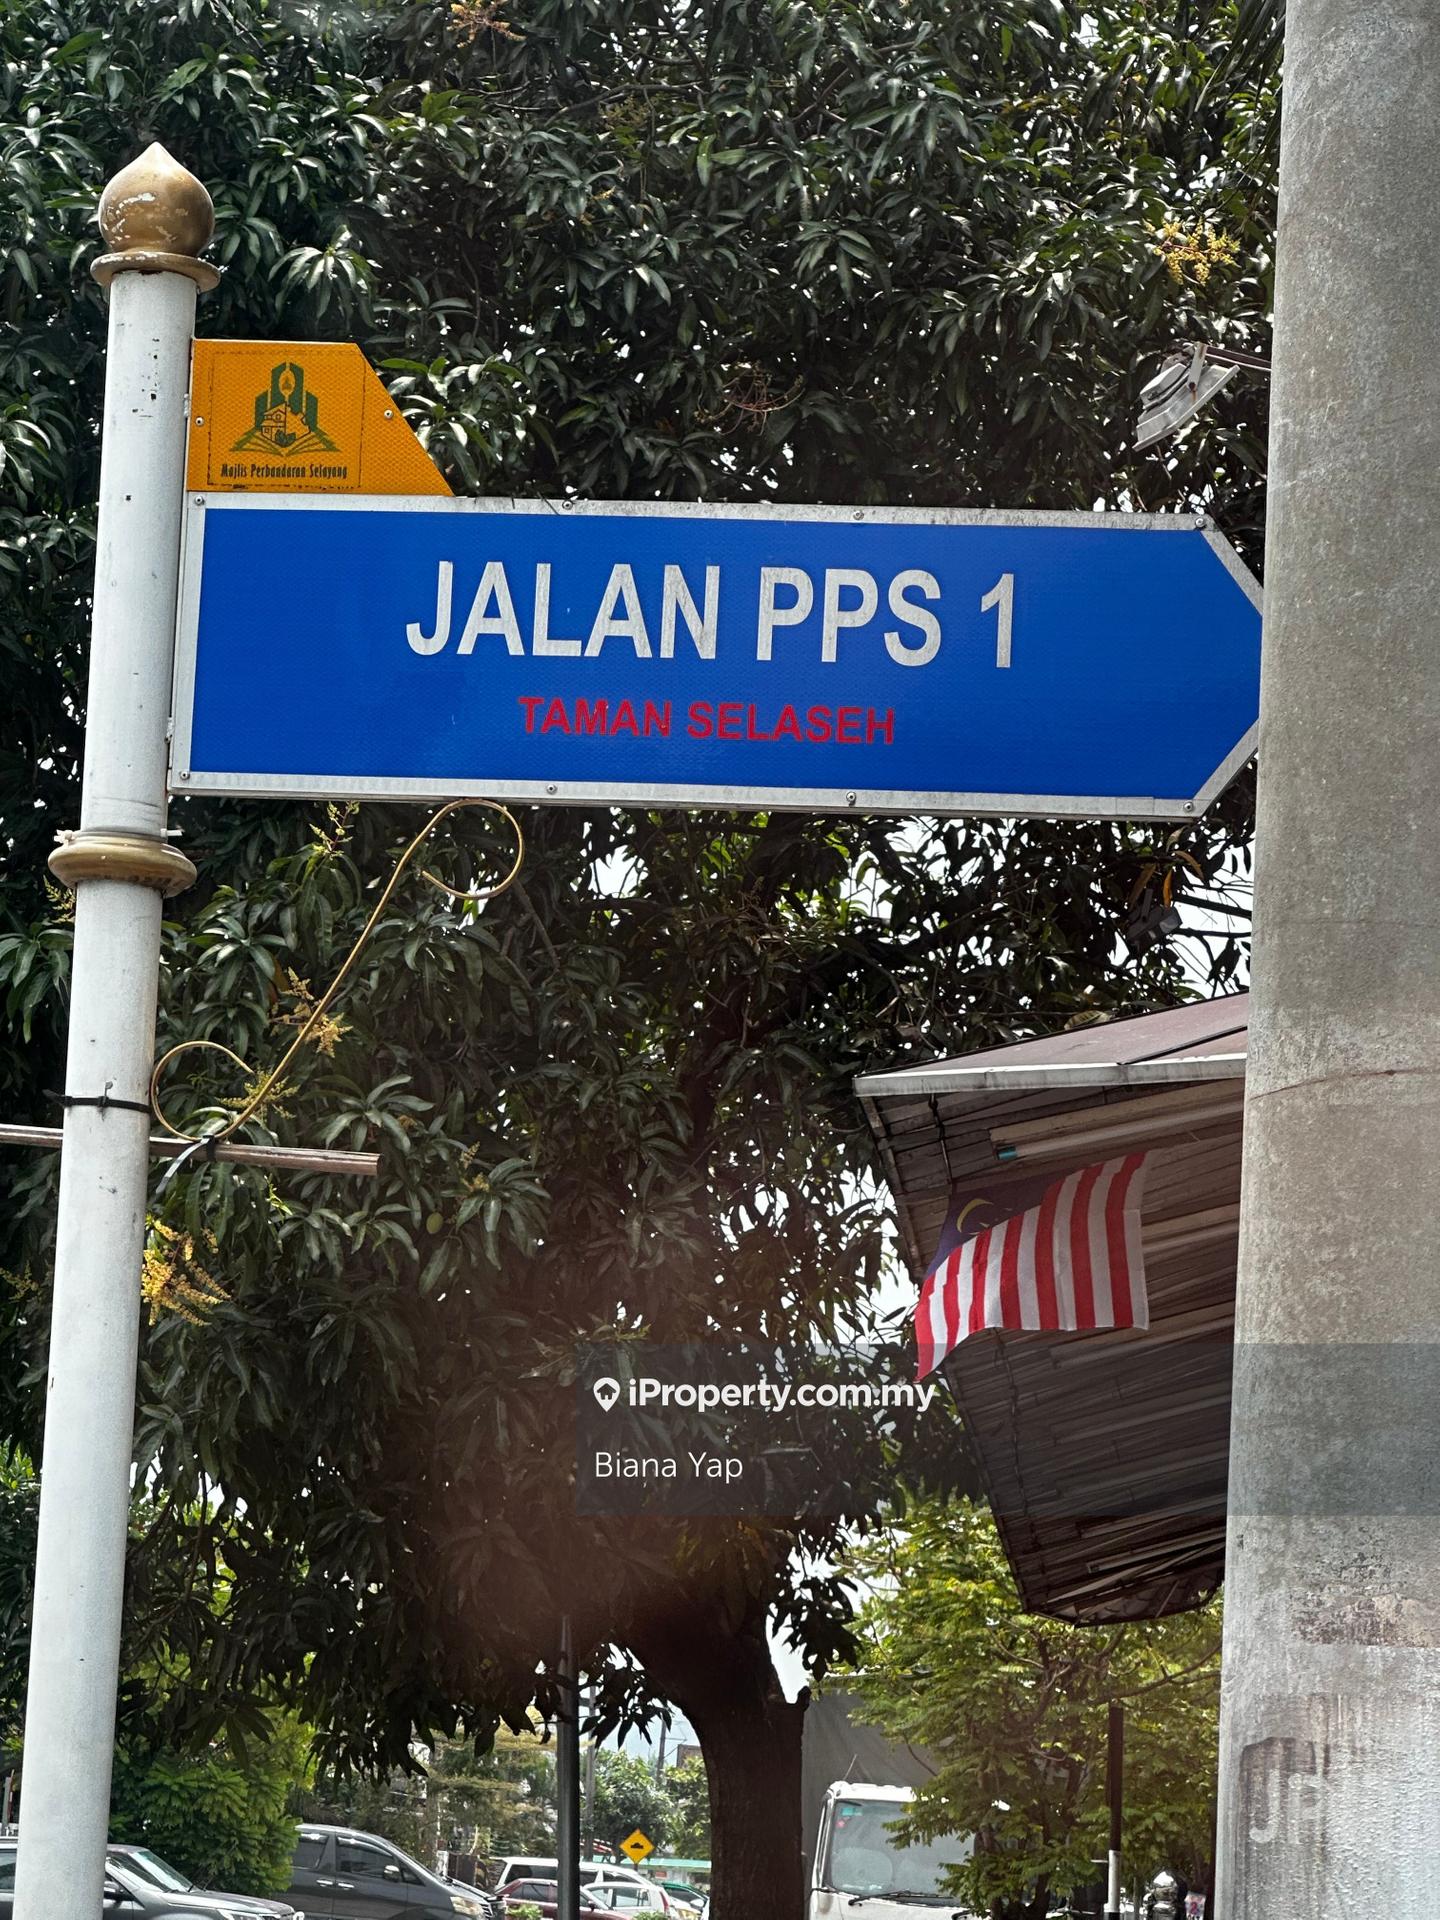 Majlis Perbandaran Selayang
JALAN PPS 1
TAMAN SELASEH
iProperty.com.my
Biana Yap